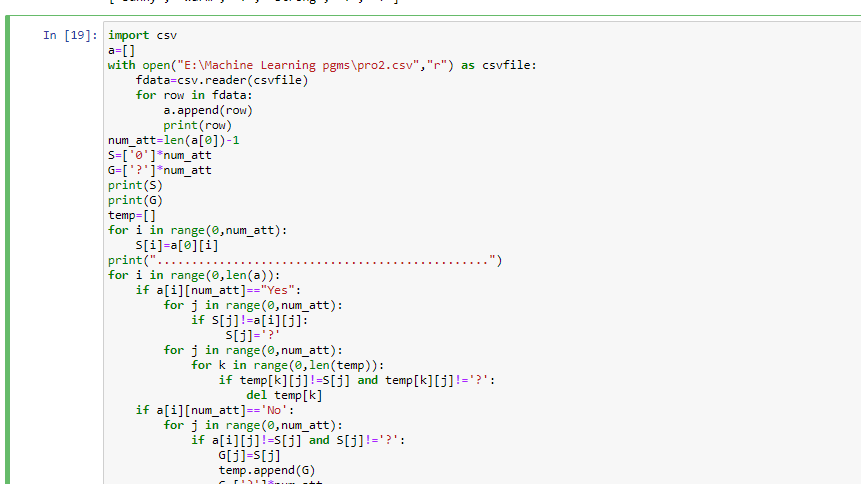 In [19]: import csv
a=[]
with open("E:\Machine Learning pgms\pro2.csv","r") as csvfile:
    fdata=csv.reader(csvfile)
    for row in fdata:
        a.append(row)
        print(row)
num_att=len(a[0])-1
S=['0']*num_att
G=['?']*num_att
print(S)
print(G)
temp=[]
for i in range(0,num_att):
    S[i]=a[0][i]
print("................................................")
for i in range(0,len(a)):
    if a[i][num_att]=="Yes":
        for j in range(0,num_att):
            if S[j]!=a[i][j]:
                 S[j]='?'
        for j in range(0,num_att):
            for k in range(0,len(temp)):
                if temp[k][j]!=S[j] and temp[k][j]!='?':
                    del temp[k]
    if a[i][num_att]=='No':
        for j in range(0,num_att):
            if a[i][j]!=S[j] and S[j]!='?':
                G[j]=S[j]
                temp.append(G)